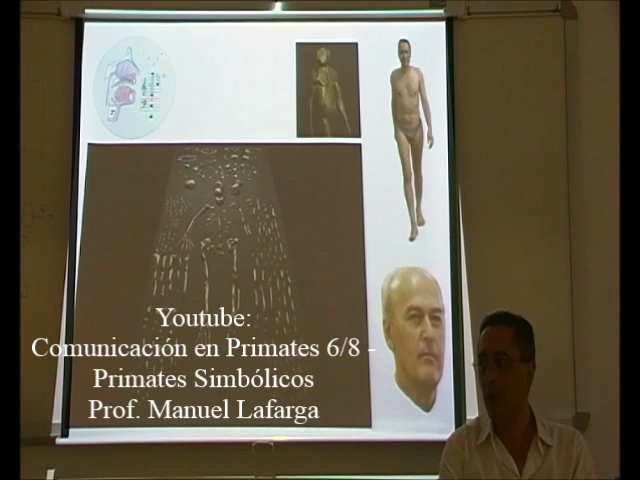 Youtube:
Comunicación en Primates 6/8 -
Primates Simbólicos
Prof. Manuel Lafarga